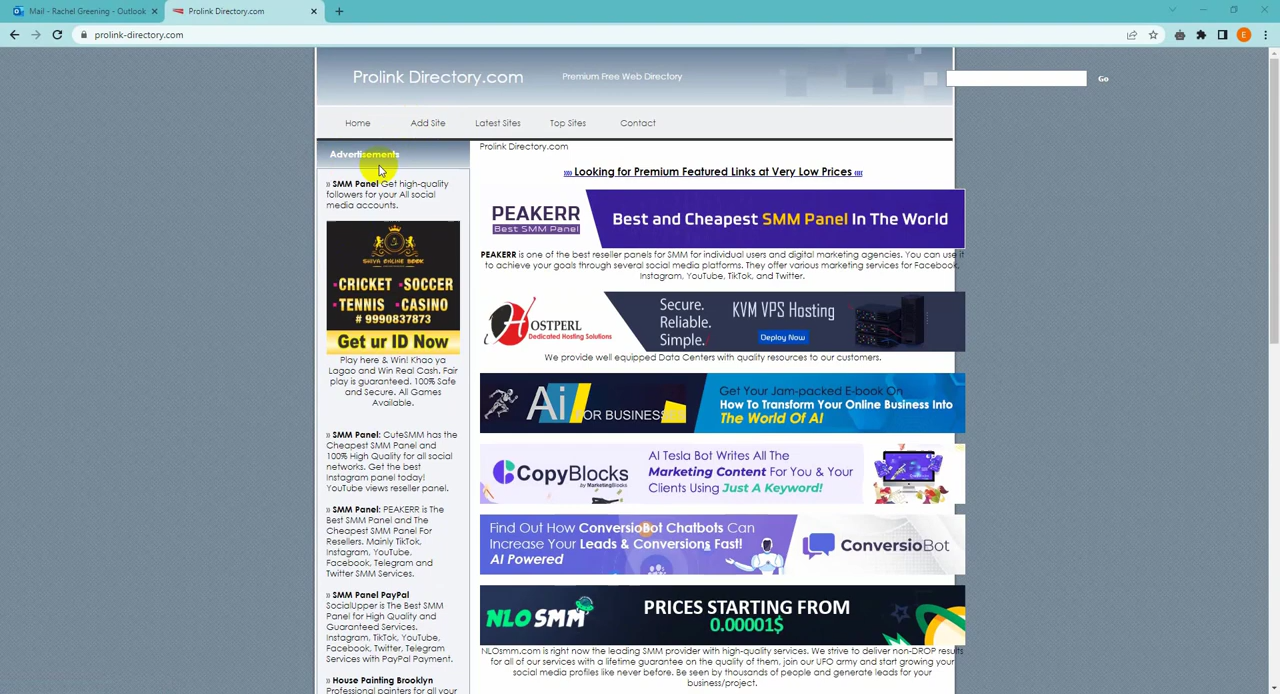 Mail - Rachel Greening - Outlook
Prolink Directory.com
prolink-directory.com
E
Prolink Directory.com
Premium Free Web Directory
Go
Home
Add Site
Latest Sites
Top Sites
Contact
Advertisements
» SMM Panel Get high-quality
followers for your All social
media accounts.
SHIVA ONLINE BOOK
CRICKET SOCCER
TENNIS CASINO
# 9990837873
Get ur ID Now
Play here & Win! Khao ya
Lagao and Win Real Cash. Fair
play is guaranteed. 100% Safe
and Secure. All Games
Available.
» SMM Panel: CuteSMM has the
Cheapest SMM Panel and
100% High Quality for all social
networks. Get the best
Instagram panel today!
YouTube views reseller panel.
» SMM Panel: PEAKERR is The
Best SMM Panel and The
Cheapest SMM Panel For
Resellers. Mainly TikTok,
Instagram, YouTube,
Facebook, Telegram and
Twitter SMM Services.
» SMM Panel PayPal
SocialUpper is The Best SMM
Panel for High Quality and
Guaranteed Services.
Instagram, TikTok, YouTube,
Facebook, Twitter, Telegram
Services with PayPal Payment.
» House Painting Brooklyn
Professional painters for all your
Prolink Directory.com
»» Looking for Premium Featured Links at Very Low Prices ««
PEAKERR
Best SMM Panel
Best and Cheapest SMM Panel In The World
PEAKERR is one of the best reseller panels for SMM for individual users and digital marketing agencies. You can use it
to achieve your goals through several social media platforms. They offer various marketing services for Facebook,
Instagram, YouTube, TikTok, and Twitter.
HOSTPERL
Dedicated Hosting Solutions
Secure.
Reliable.
Simple.
KVM VPS Hosting
Deploy Now
We provide well equipped Data Centers with quality resources to our customers.
Ai FOR BUSINESS
Get Your Jam-packed E-book On
How To Transform Your Online Business Into
The World Of AI
CopyBlocks
by MarketingBlocks
AI Tesla Bot Writes All The
Marketing Content For You & Your
Clients Using Just A Keyword!
Find Out How ConversioBot Chatbots Can
Increase Your Leads & Conversions Fast!
AI Powered
ConversioBot
NLO SMM
PRICES STARTING FROM
0.00001$
NLOsmm.com is right now the leading SMM provider with high-quality services. We strive to deliver non-DROP results
for all of our services with a lifetime guarantee on the quality of them, join our UFO army and start growing your
social media profiles like never before. Be seen by thousands of people and generate leads for your
business/project.